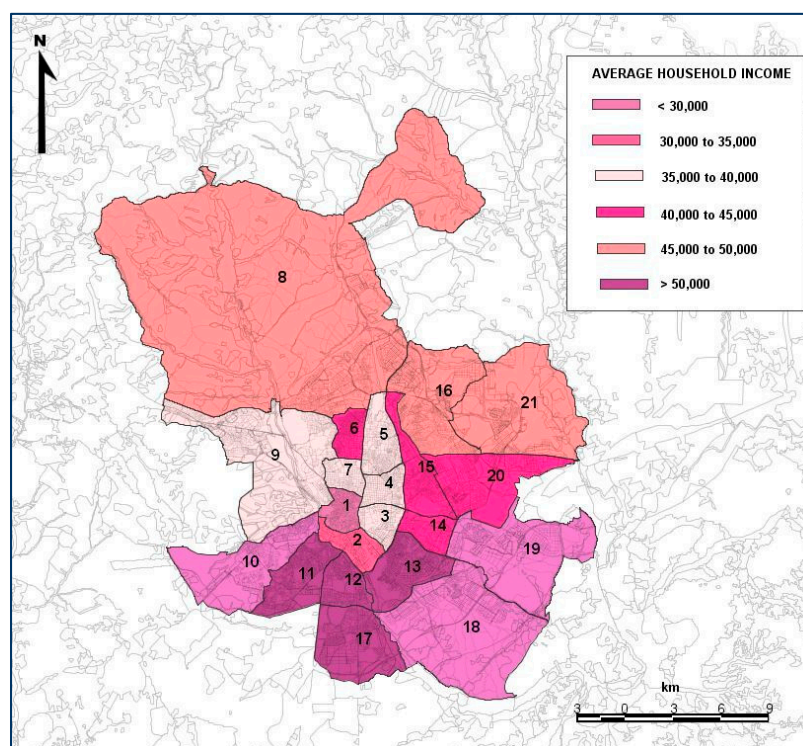 N
AVERAGE HOUSEHOLD INCOME
< 30,000
30,000 to 35,000
35,000 to 40,000
40,000 to 45,000
45,000 to 50,000
> 50,000
8
16
21
6
5
9
7
15
20
4
1
3
14
2
19
10
11
12
13
18
17
km
3 0 3 6 9